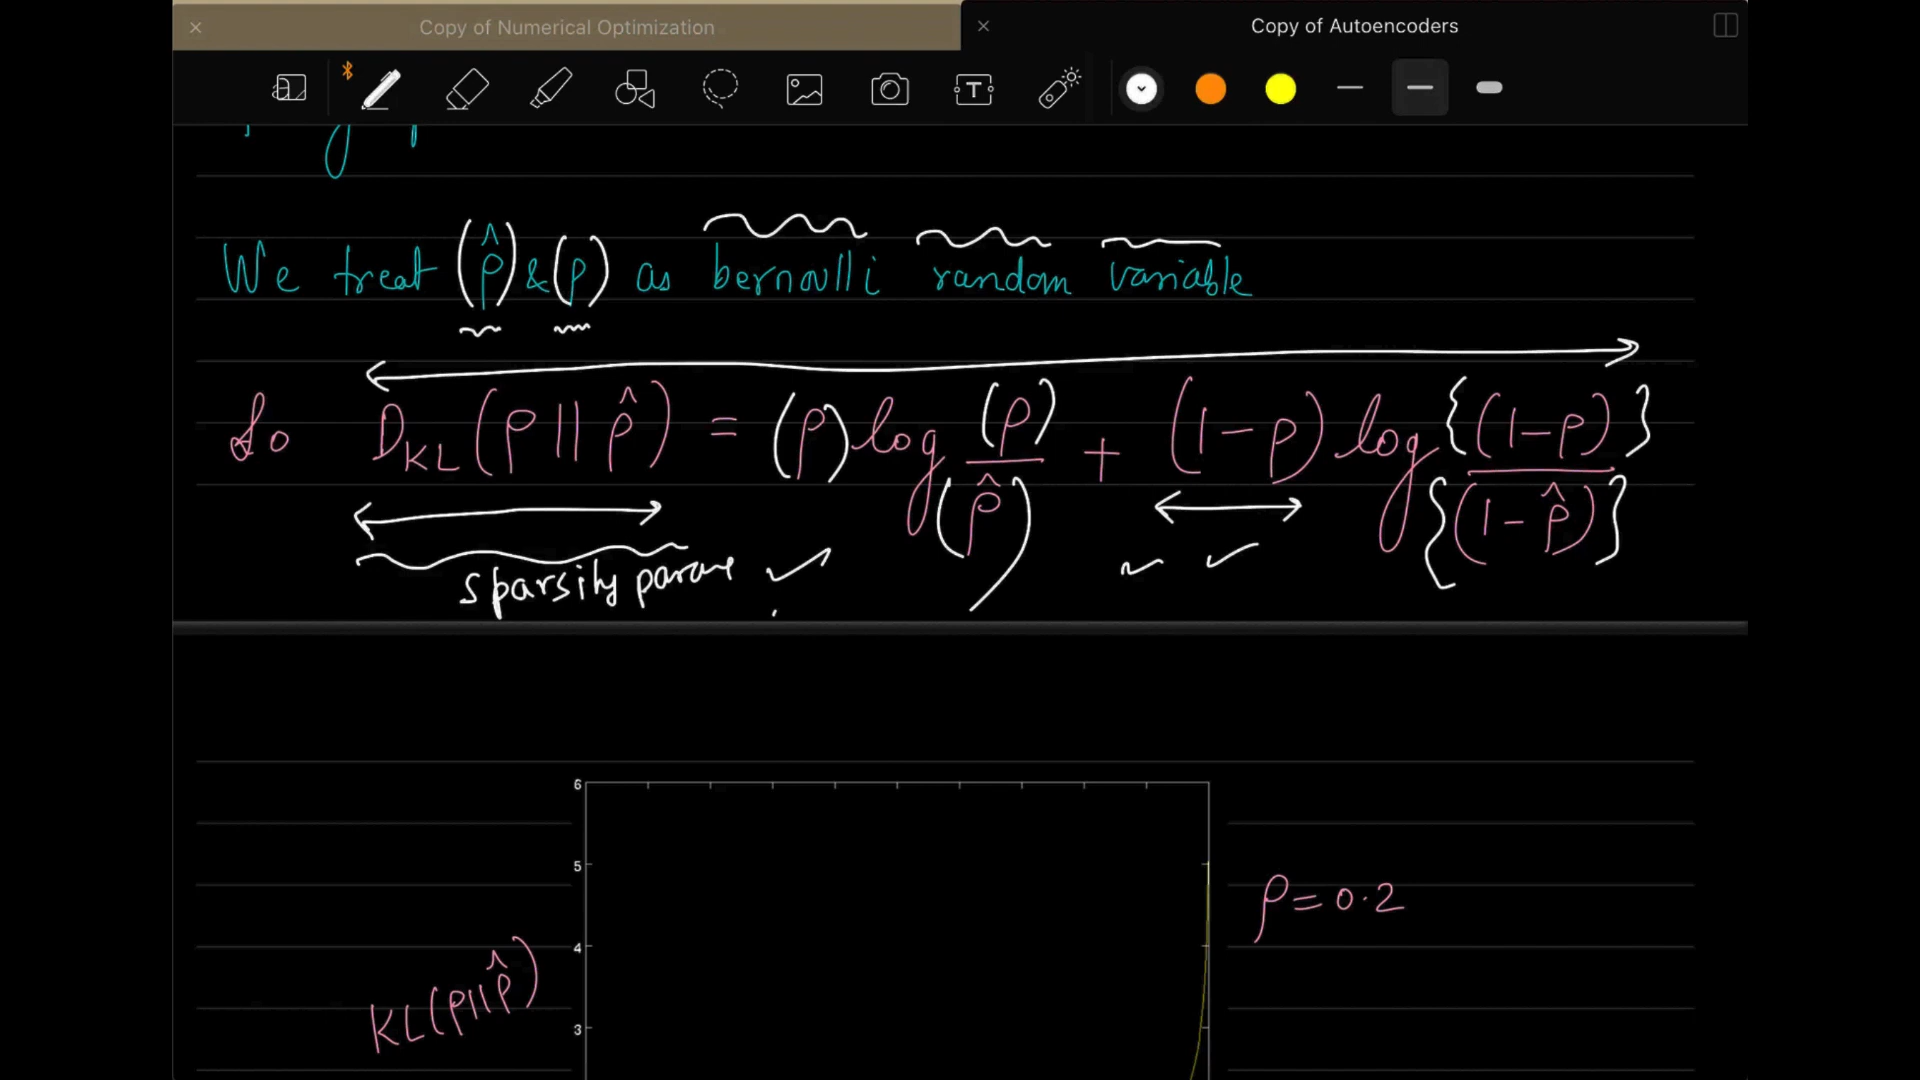 Copy of Numerical Optimization
Copy of Autoencoders
We treat (ρ̂) & (ρ) as bernoulli random variable
So D_KL (ρ || ρ̂) = (ρ) log (ρ)/(ρ̂) + (1-ρ) log {(1-ρ)}/{(1-ρ̂)}
sparsity param
6
5
ρ = 0.2
4
KL(ρ||ρ̂)
3